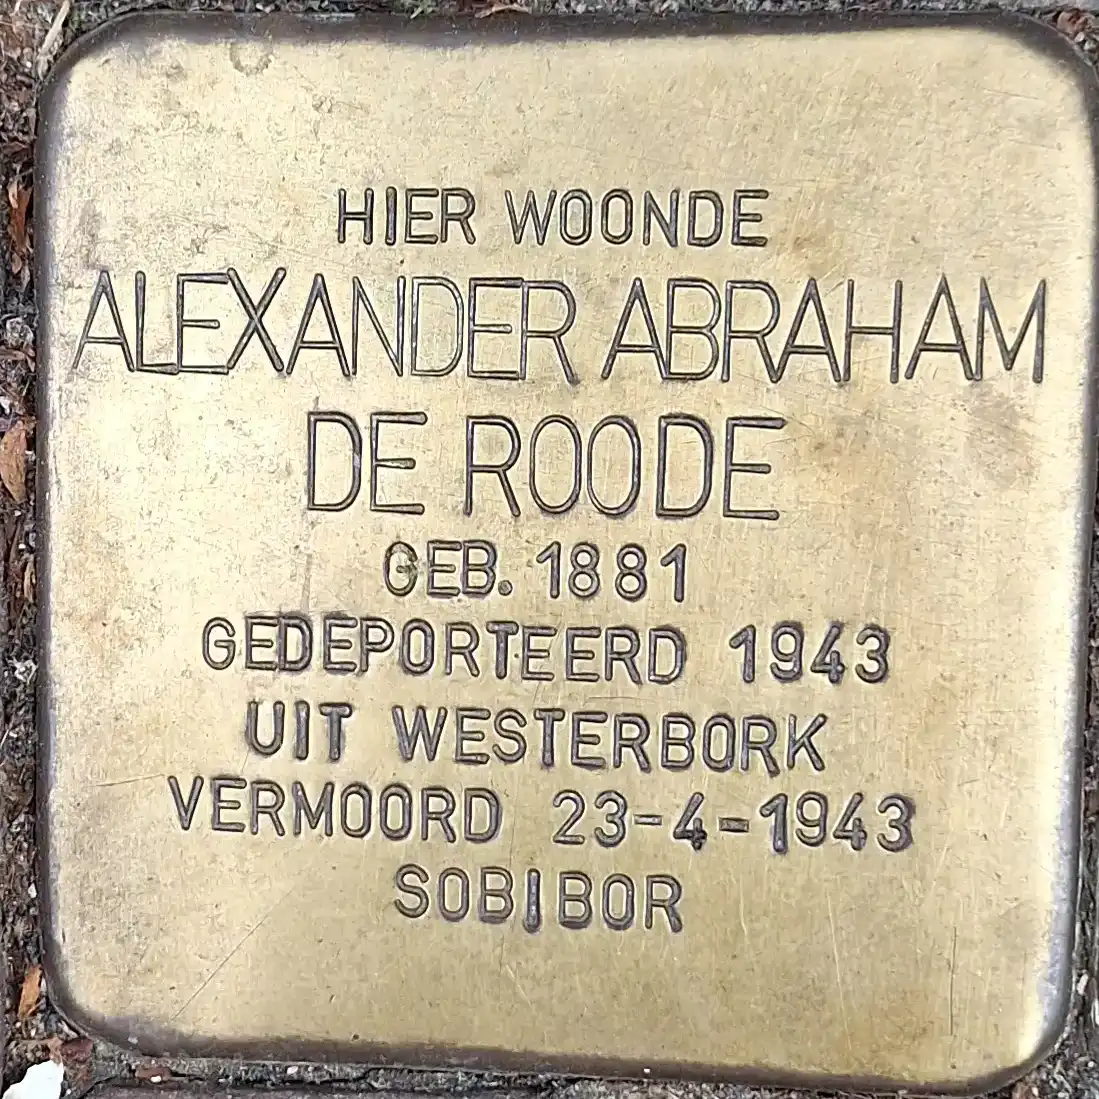 HIER WOONDE
ALEXANDER ABRAHAM
DE ROODE
GEB. 1881
GEDEPORTEERD 1943
UIT WESTERBORK
VERMOORD 23-4-1943
SOBIBOR